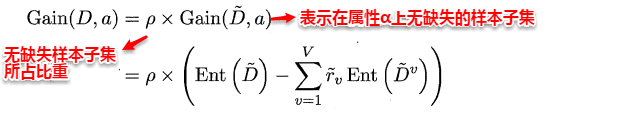 Gain(D, a) = ρ × Gain(D̃, a) 表示在属性α上无缺失的样本子集
无缺失样本子集
所占比重
= ρ × ( Ent(D̃) − ∑_{v=1}^{V} r̃_v Ent(D̃^v) )